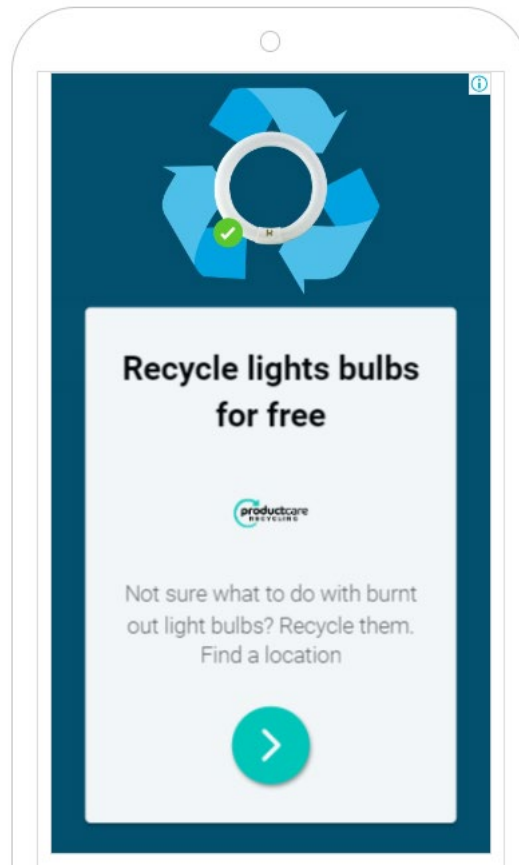 Recycle lights bulbs
for free
productcare
RECYCLING
Not sure what to do with burnt
out light bulbs? Recycle them.
Find a location